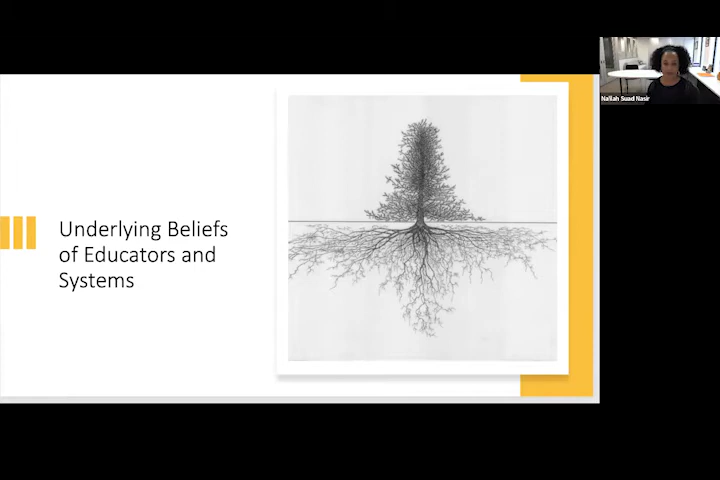 Underlying Beliefs
of Educators and
Systems
Na'ilah Suad Nasir